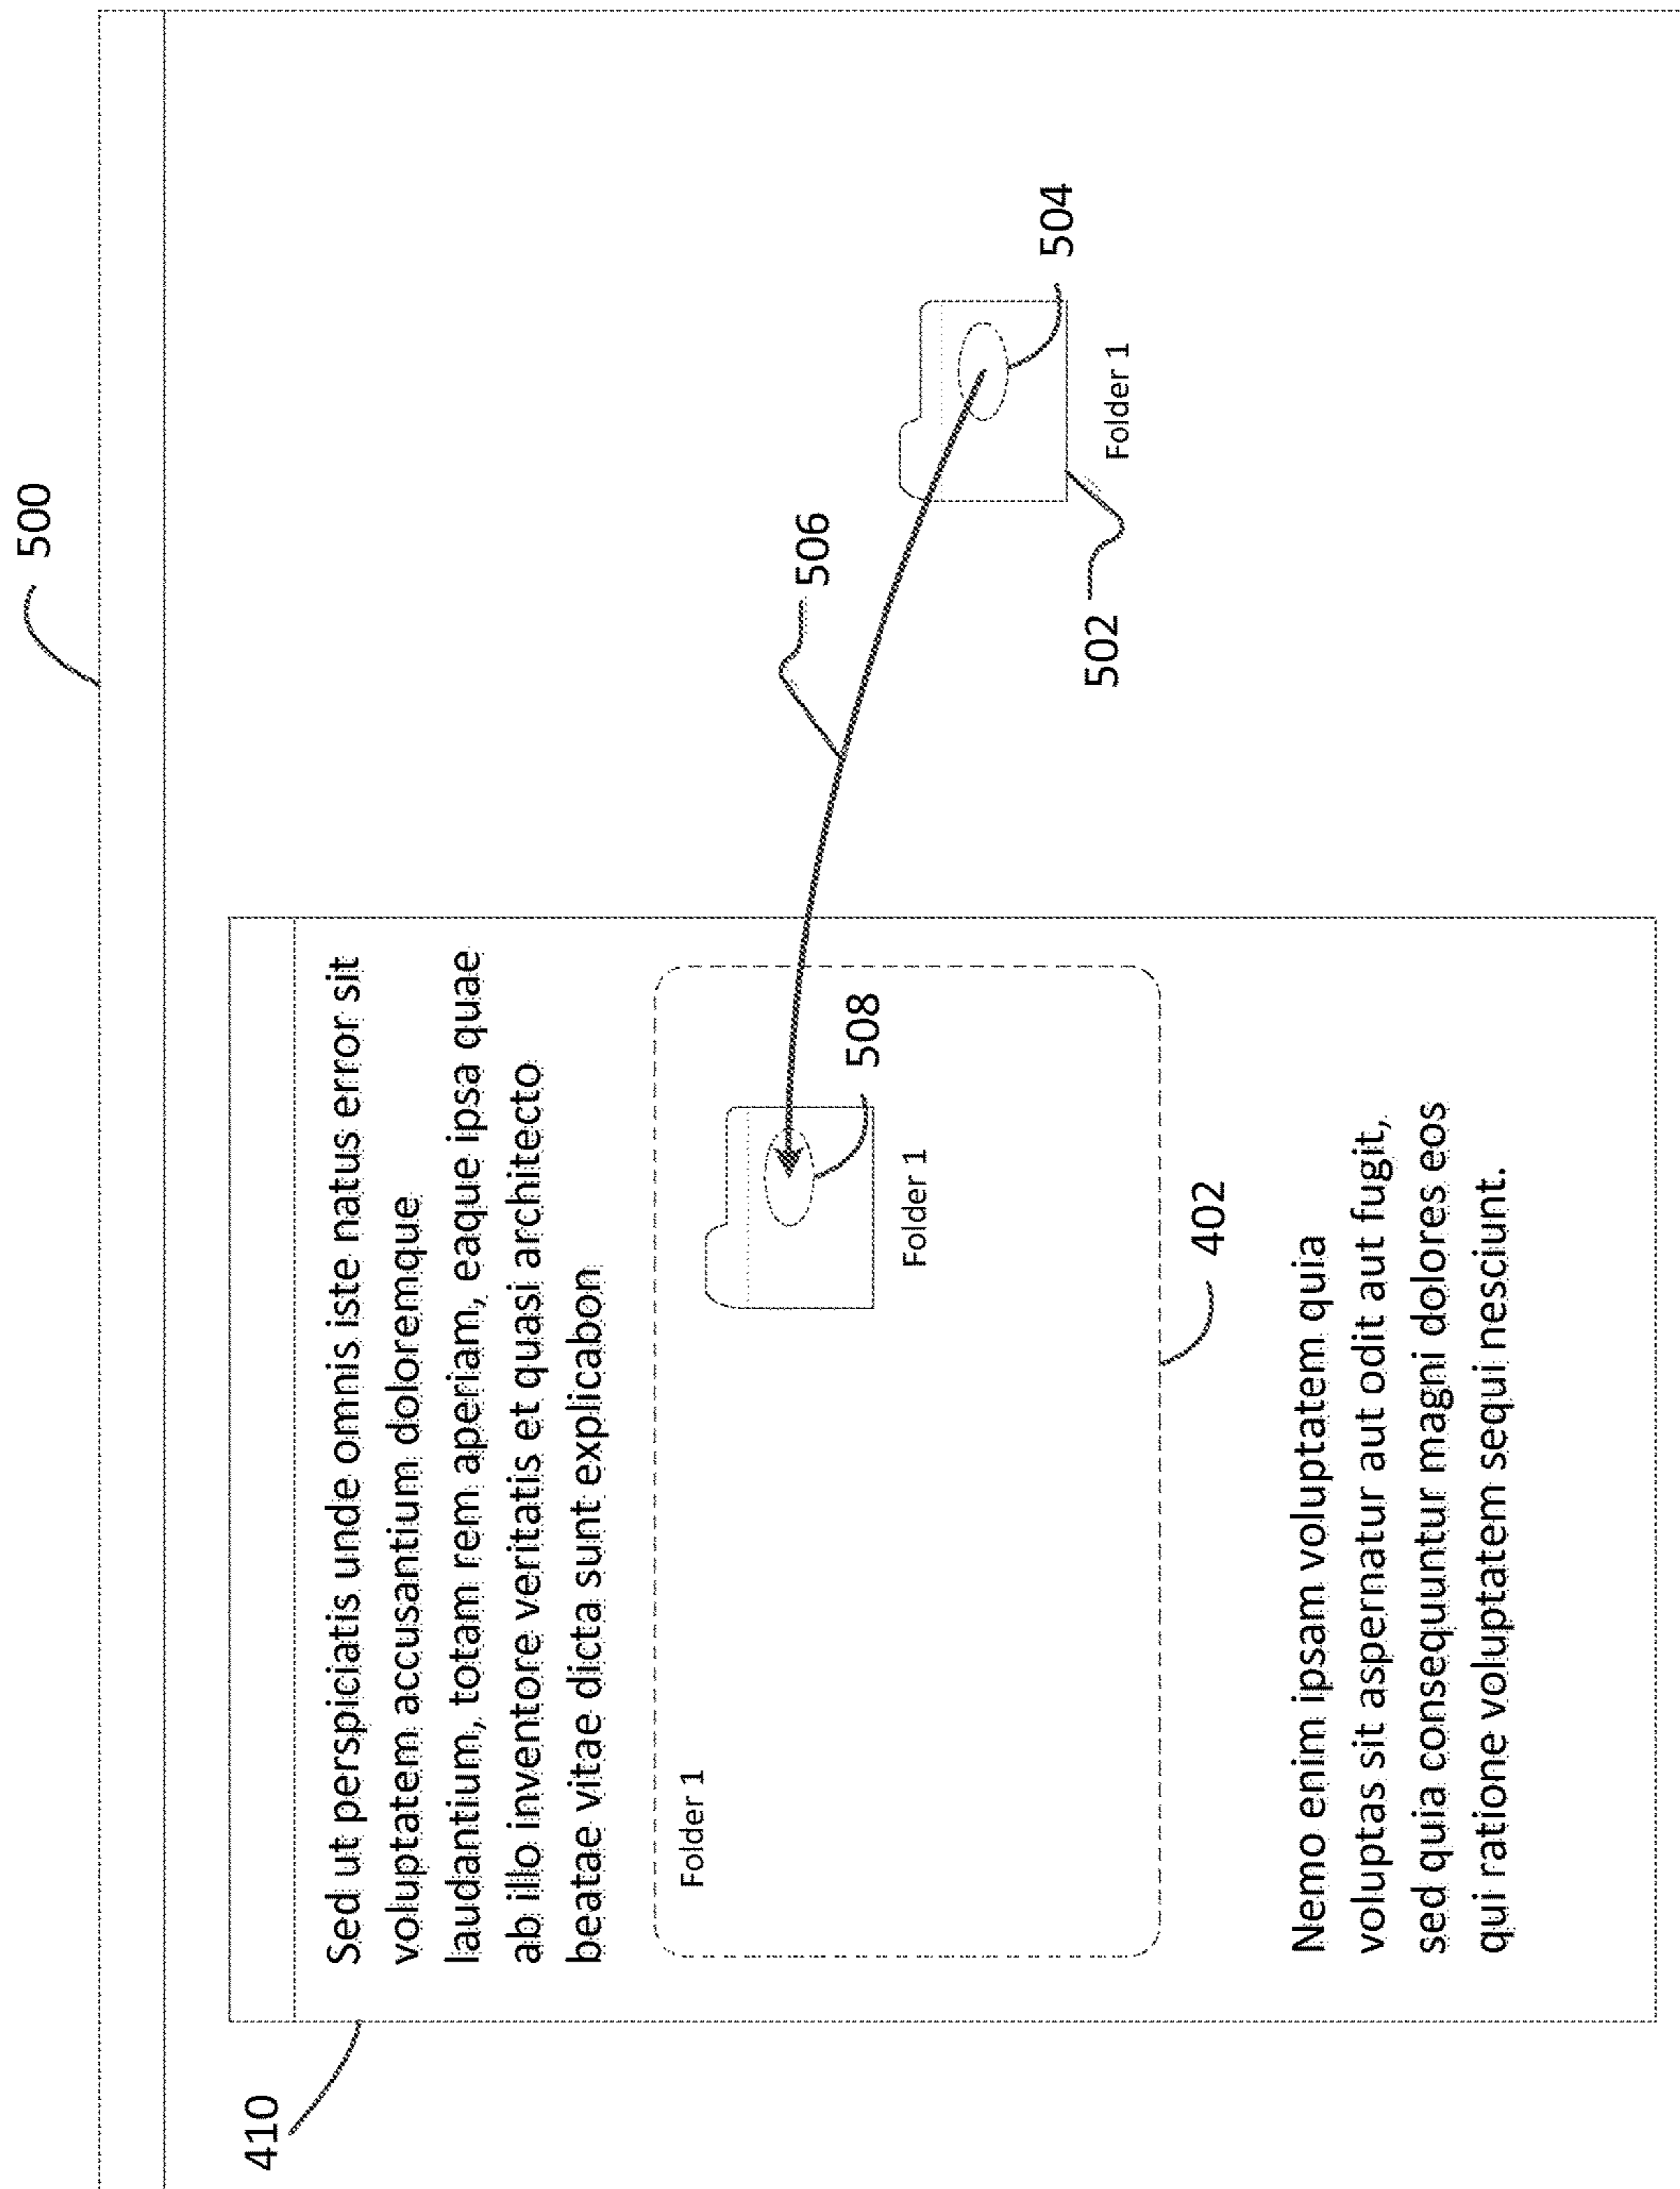 500
410
Sed ut perspiciatis unde omnis iste natus error sit
voluptatem accusantium doloremque
laudantium, totam rem aperiam, eaque ipsa quae
ab illo inventore veritatis et quasi architecto
beatae vitae dicta sunt explicabon
Folder 1
508
Folder 1
402
Nemo enim ipsam voluptatem quia
voluptas sit aspernatur aut odit aut fugit,
sed quia consequuntur magni dolores eos
qui ratione voluptatem sequi nesciunt.
506
504
502
Folder 1